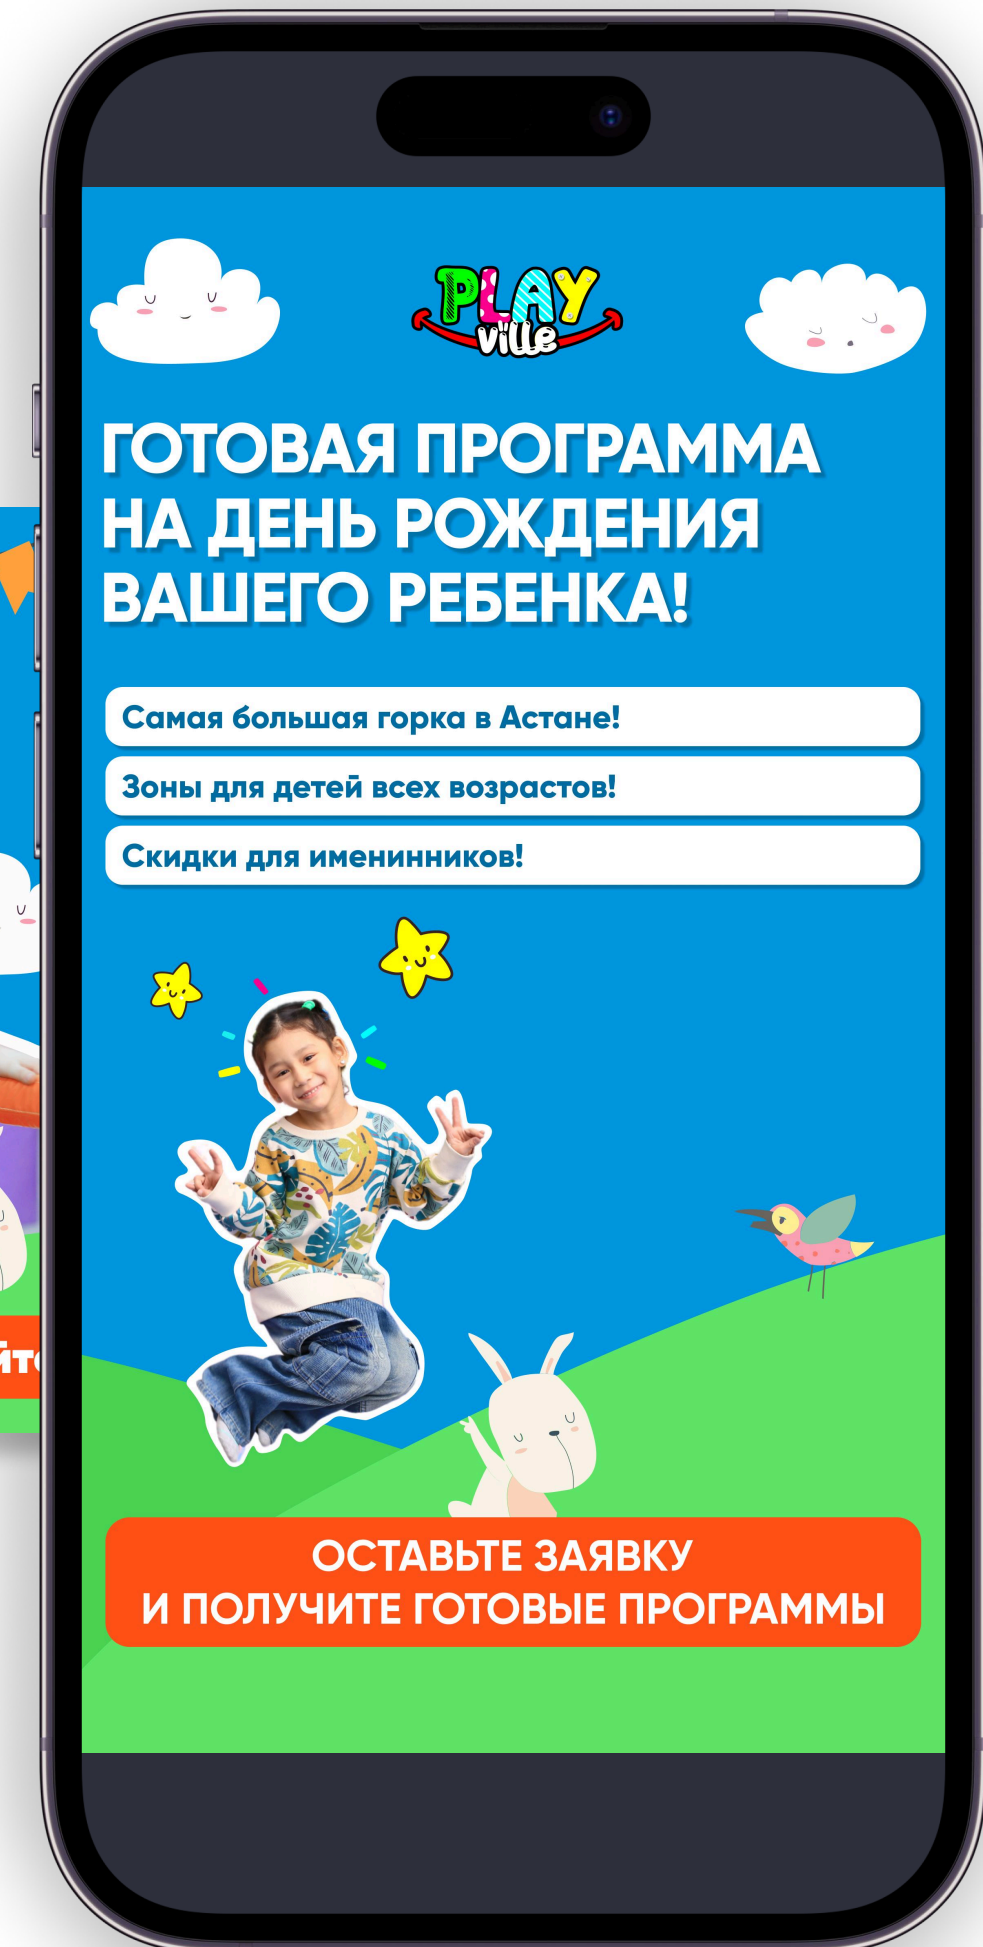 PLAY
ville
ГОТОВАЯ ПРОГРАММА
НА ДЕНЬ РОЖДЕНИЯ
ВАШЕГО РЕБЕНКА!
Самая большая горка в Астане!
Зоны для детей всех возрастов!
Скидки для именинников!
ОСТАВЬТЕ ЗАЯВКУ
И ПОЛУЧИТЕ ГОТОВЫЕ ПРОГРАММЫ